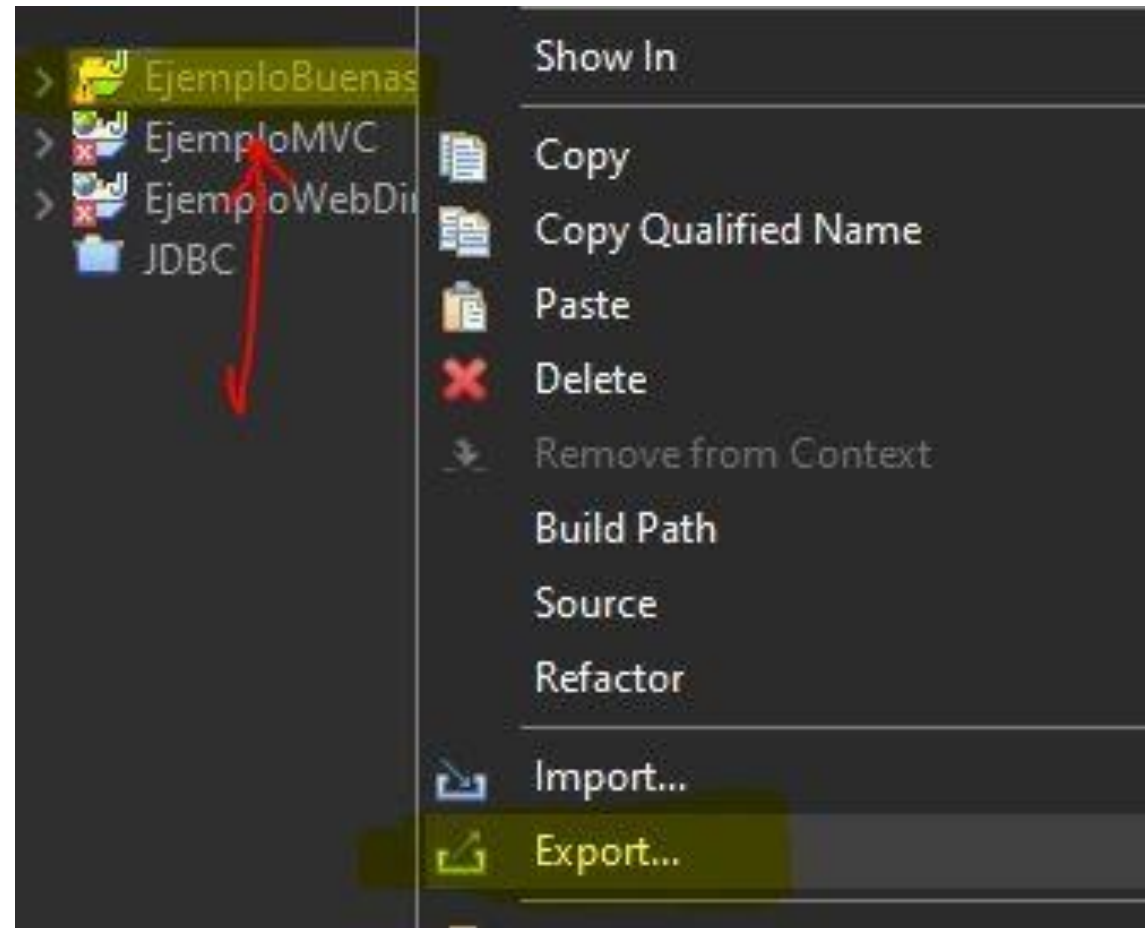 EjemploBuenas
EjemploMVC
EjemploWebDi
JDBC
Show In
Copy
Copy Qualified Name
Paste
Delete
Remove from Context
Build Path
Source
Refactor
Import...
Export...